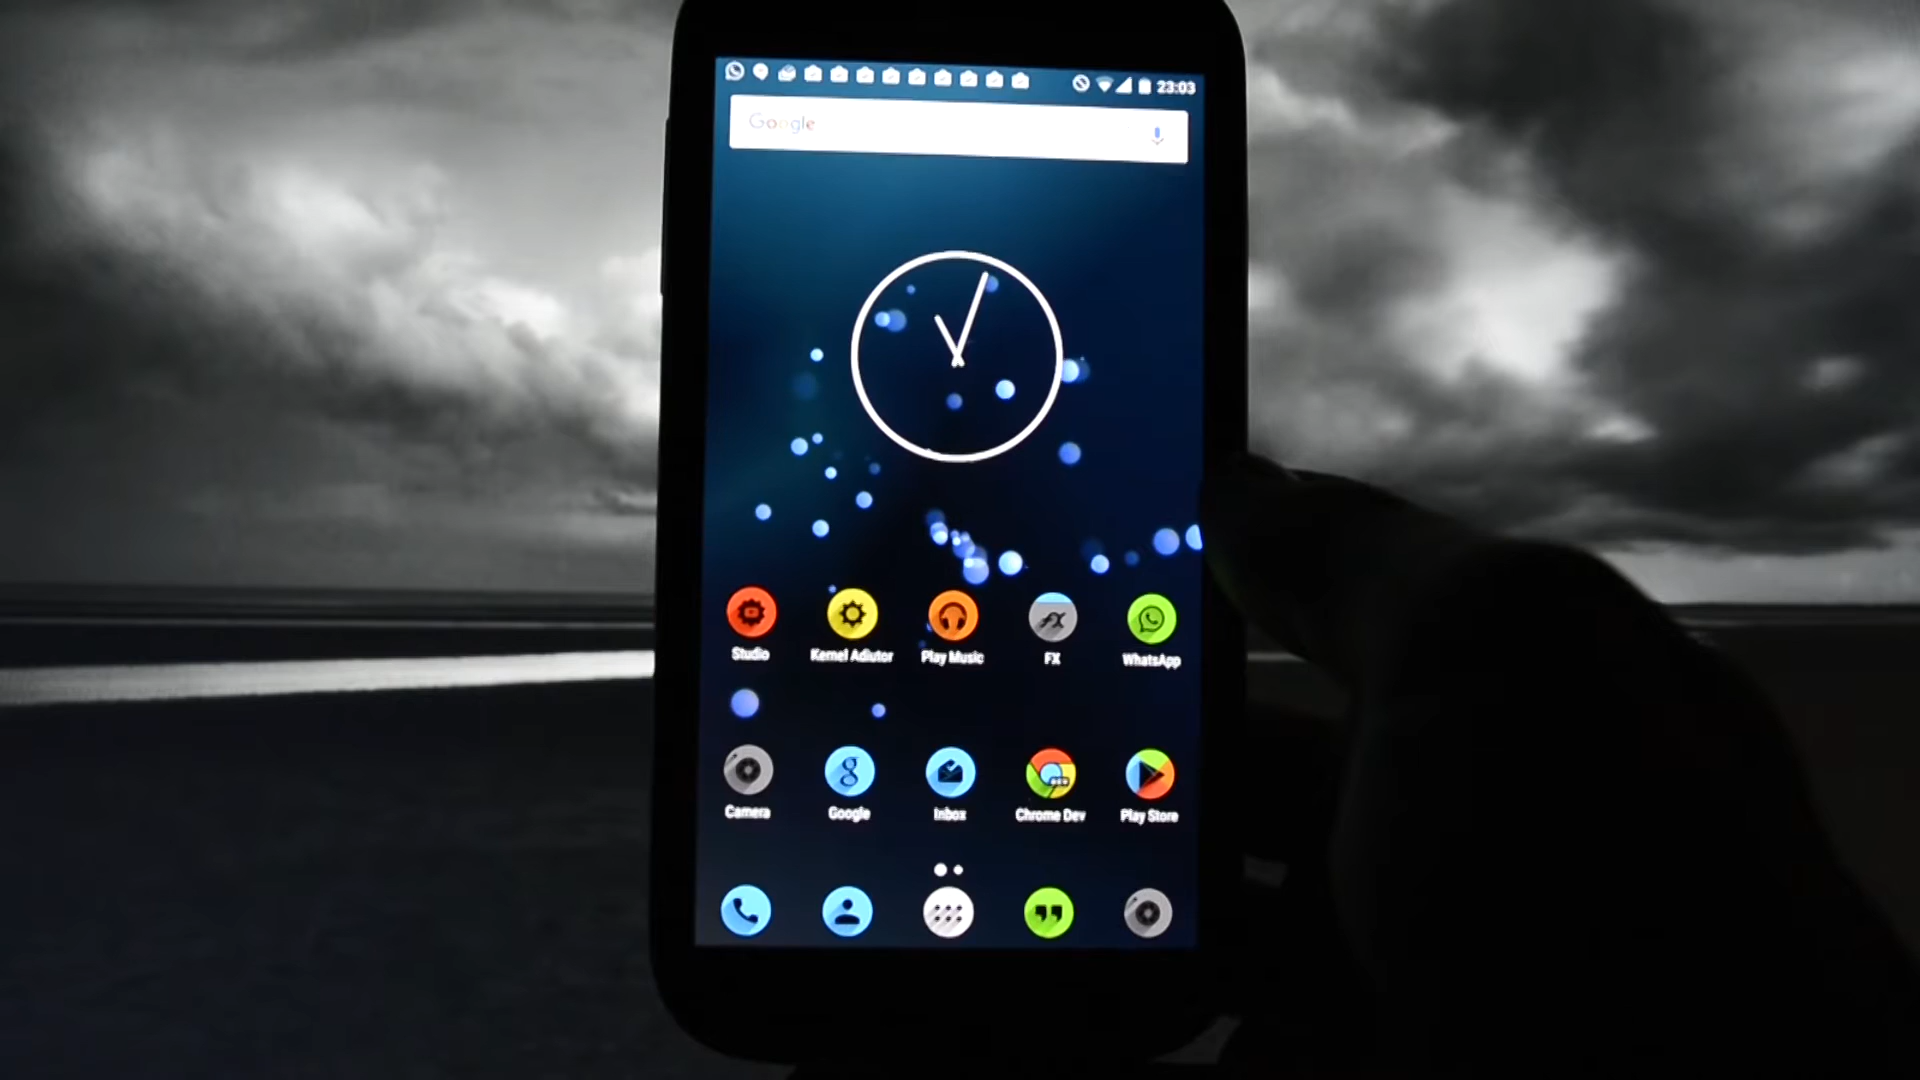 23:03
Google
Studio
Kernel Adiutor
Play Music
FX
WhatsApp
Camera
Google
Inbox
Chrome Dev
Play Store